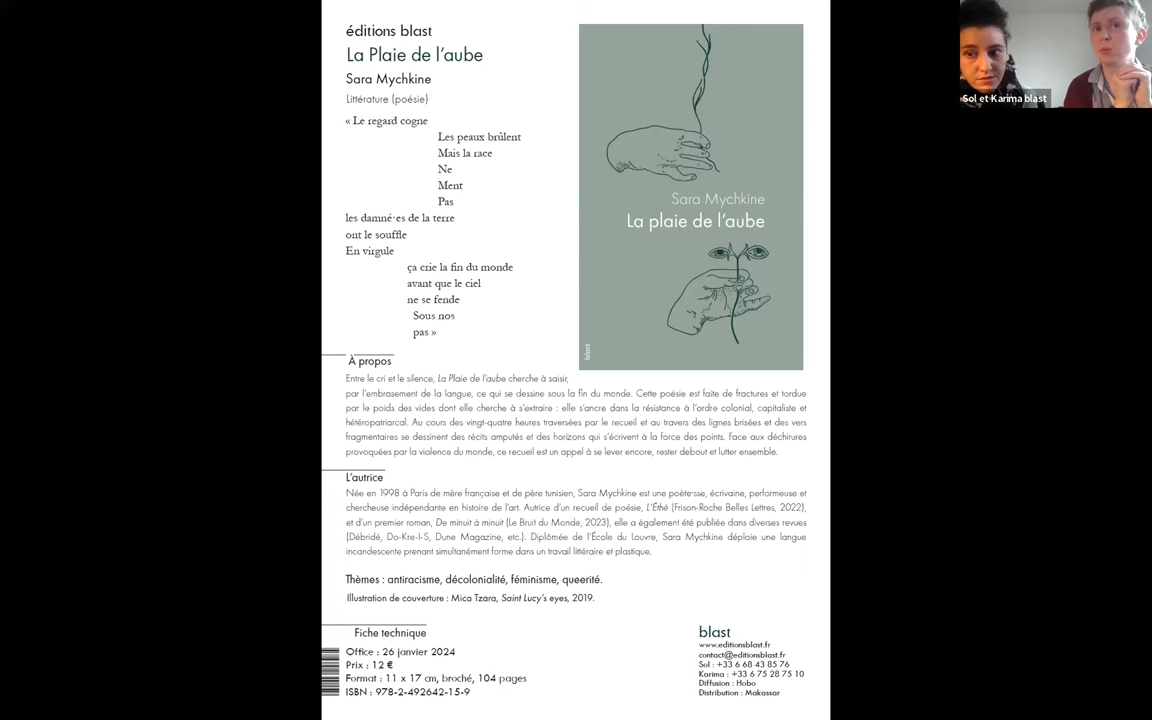 éditions blast
La Plaie de l'aube
Sara Mychkine
Littérature (poésie)
« Le regard cogne
Les peaux brûlent
Mais la race
Ne
Ment
Pas
les damné·es de la terre
ont le souffle
En virgule
ça crie la fin du monde
avant que le ciel
ne se fende
Sous nos
pas »
Sara Mychkine
La plaie de l'aube
blast
À propos
Entre le cri et le silence, La Plaie de l'aube cherche à saisir,
par l'embrasement de la langue, ce qui se dessine sous la fin du monde. Cette poésie est faite de fractures et tordue
par le poids des vides dont elle cherche à s'extraire : elle s'ancre dans la résistance à l'ordre colonial, capitaliste et
hétéropatriarcal. Au cours des vingt-quatre heures traversées par le recueil et au travers des lignes brisées et des vers
fragmentaires se dessinent des récits amputés et des horizons qui s'écrivent à la force des points. Face aux déchirures
provoquées par la violence du monde, ce recueil est un appel à se lever encore, rester debout et lutter ensemble.
L'autrice
Née en 1998 à Paris de mère française et de père tunisien, Sara Mychkine est une poète·sse, écrivaine, performeuse et
chercheuse indépendante en histoire de l'art. Autrice d'un recueil de poésie, L'Éthé (Frison-Roche Belles Lettres, 2022),
et d'un premier roman, De minuit à minuit (Le Bruit du Monde, 2023), elle a également été publiée dans diverses revues
(Débridé, Do-Kre-I-S, Dune Magazine, etc.). Diplômée de l'École du Louvre, Sara Mychkine déploie une langue
incandescente prenant simultanément forme dans un travail littéraire et plastique.
Thèmes : antiracisme, décolonialité, féminisme, queerité.
Illustration de couverture : Mica Tzara, Saint Lucy's eyes, 2019.
Fiche technique
Office : 26 janvier 2024
Prix : 12 €
Format : 11 x 17 cm, broché, 104 pages
ISBN : 978-2-492642-15-9
blast
www.editionsblast.fr
contact@editionsblast.fr
Sol : +33 6 68 43 85 76
Karima : +33 6 75 28 75 10
Diffusion : Hobo
Distribution : Makassar
Sol et Karima blast